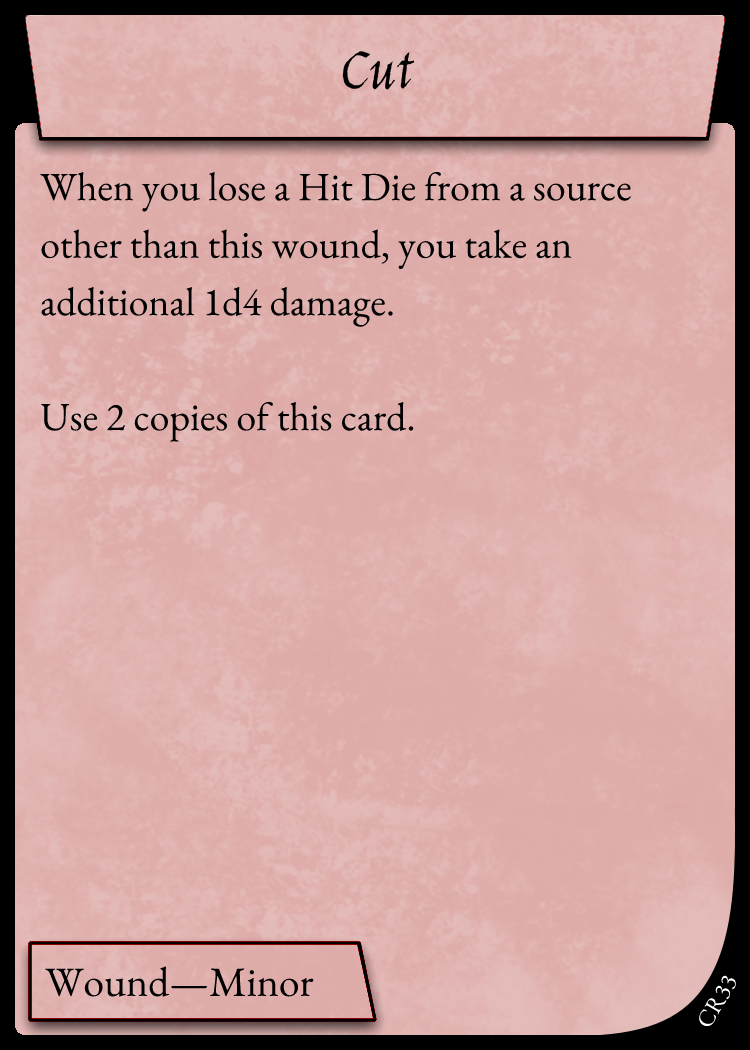 Cut
When you lose a Hit Die from a source
other than this wound, you take an
additional 1d4 damage.
Use 2 copies of this card.
Wound—Minor
CR33